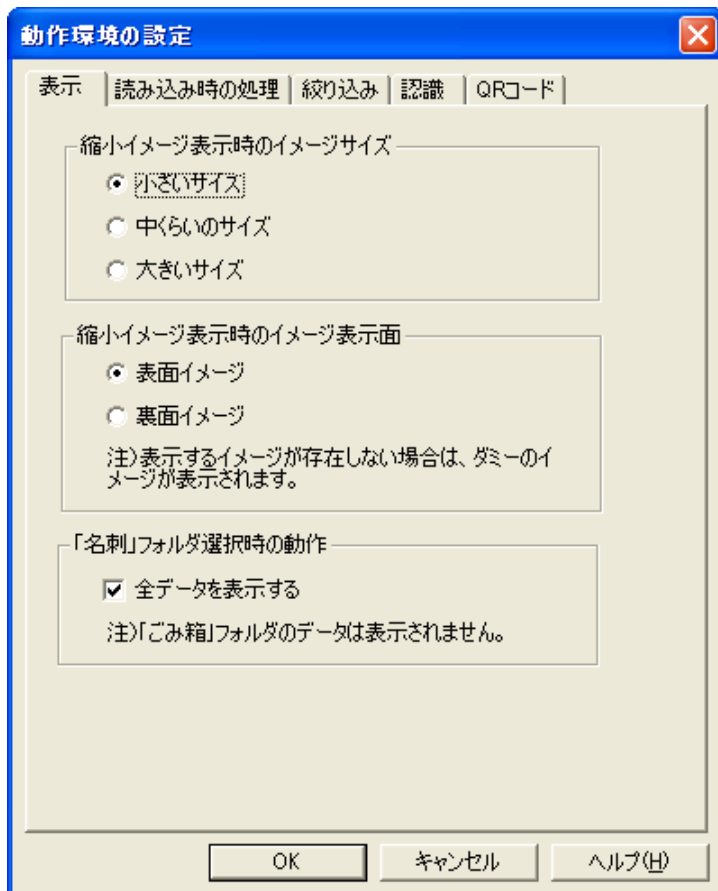 動作環境の設定
表示 読み込み時の処理 絞り込み 認識 QRコード
縮小イメージ表示時のイメージサイズ
小さいサイズ
中くらいのサイズ
大きいサイズ
縮小イメージ表示時のイメージ表示面
表面イメージ
裏面イメージ
注)表示するイメージが存在しない場合は、ダミーのイ
メージが表示されます。
「名刺」フォルダ選択時の動作
全データを表示する
注)「ごみ箱」フォルダのデータは表示されません。
OK キャンセル ヘルプ(H)